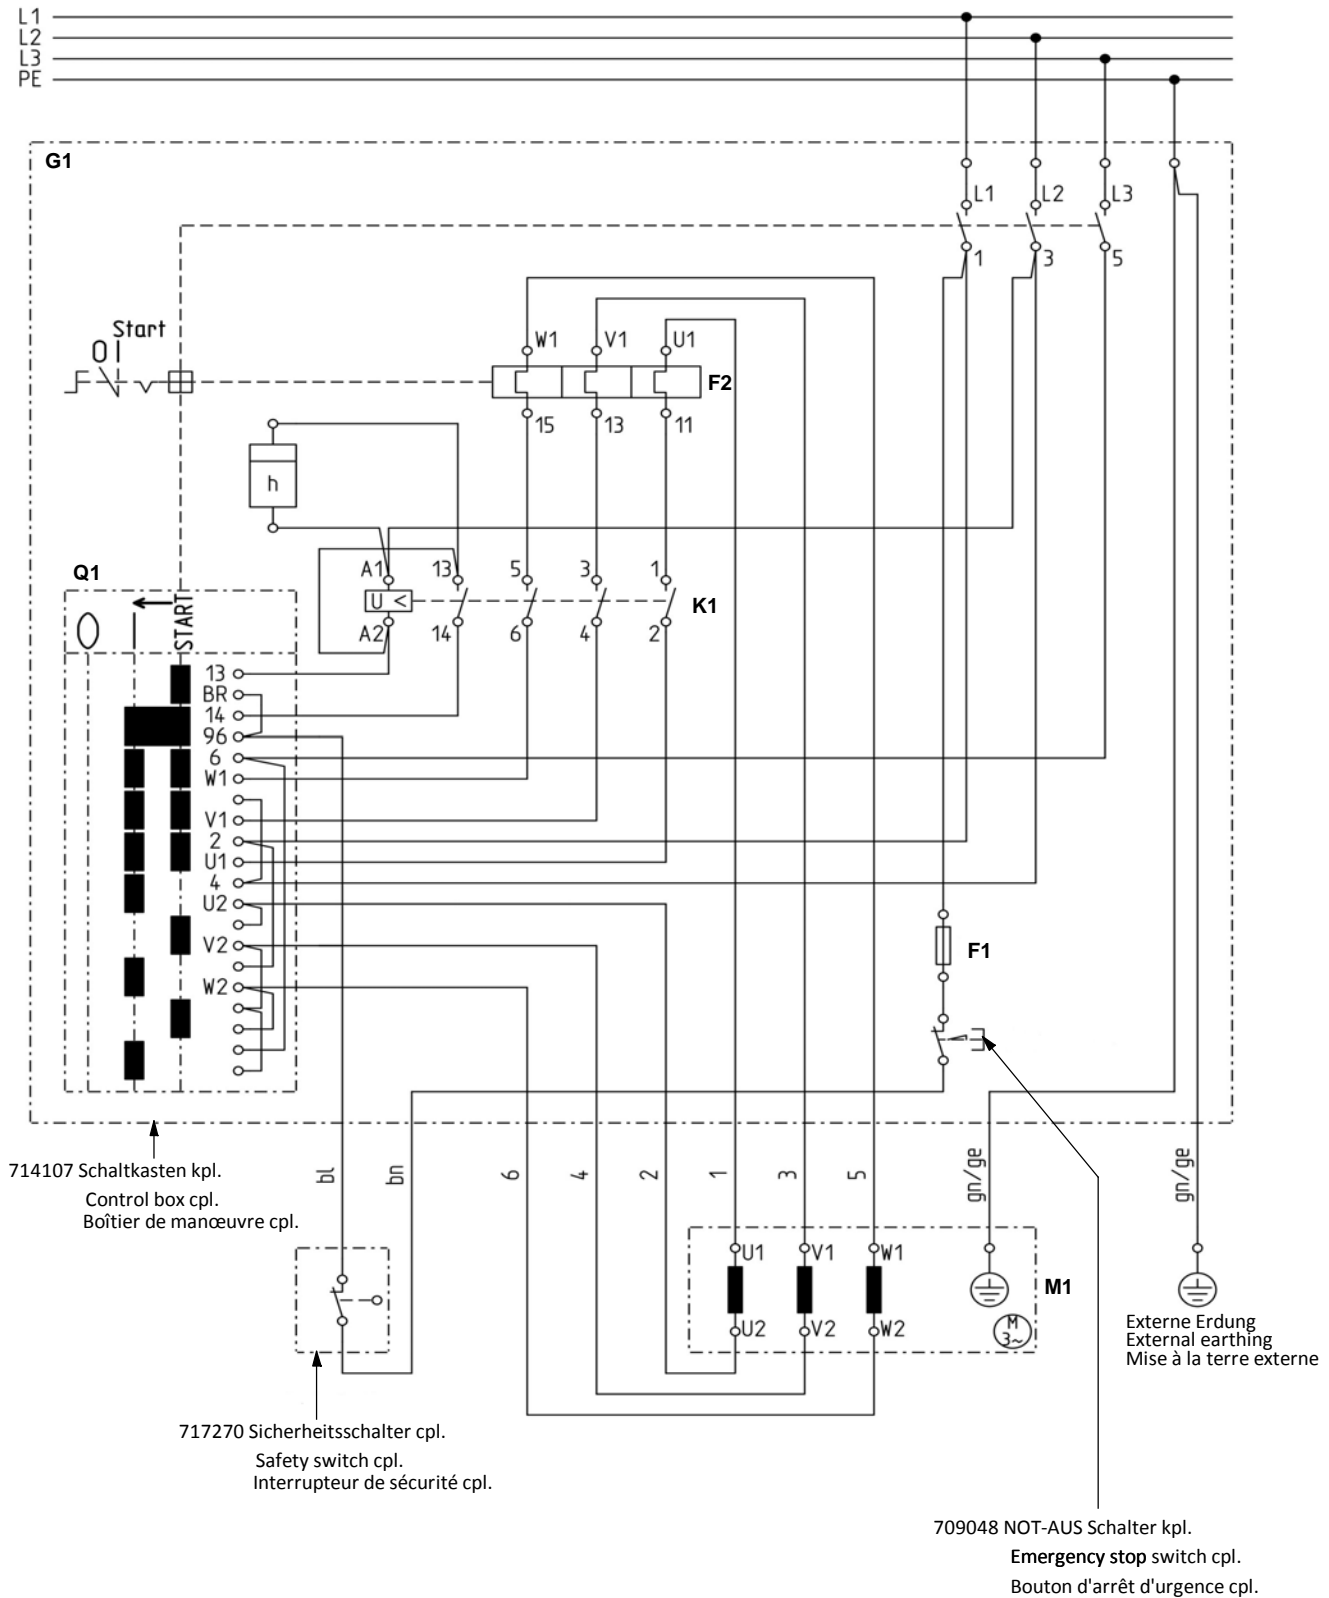 L1
L2
L3
PE
G1
L1 L2 L3
1 3 5
Start
0
W1 V1 U1
F2
15 13 11
h
A1 13 5 3 1
U <
K1
A2 14 6 4 2
Q1
0
START
13
BR
14
96
6
W1
V1
2
U1
4
U2
V2
W2
F1
714107 Schaltkasten kpl.
Control box cpl.
Boîtier de manœuvre cpl.
bl
bn
6
4
2
1
3
5
gn/ge
gn/ge
U1 V1 W1
M1
U2 V2 W2
M
3~
Externe Erdung
External earthing
Mise à la terre externe
717270 Sicherheitsschalter cpl.
Safety switch cpl.
Interrupteur de sécurité cpl.
709048 NOT-AUS Schalter kpl.
Emergency stop switch cpl.
Bouton d'arrêt d'urgence cpl.